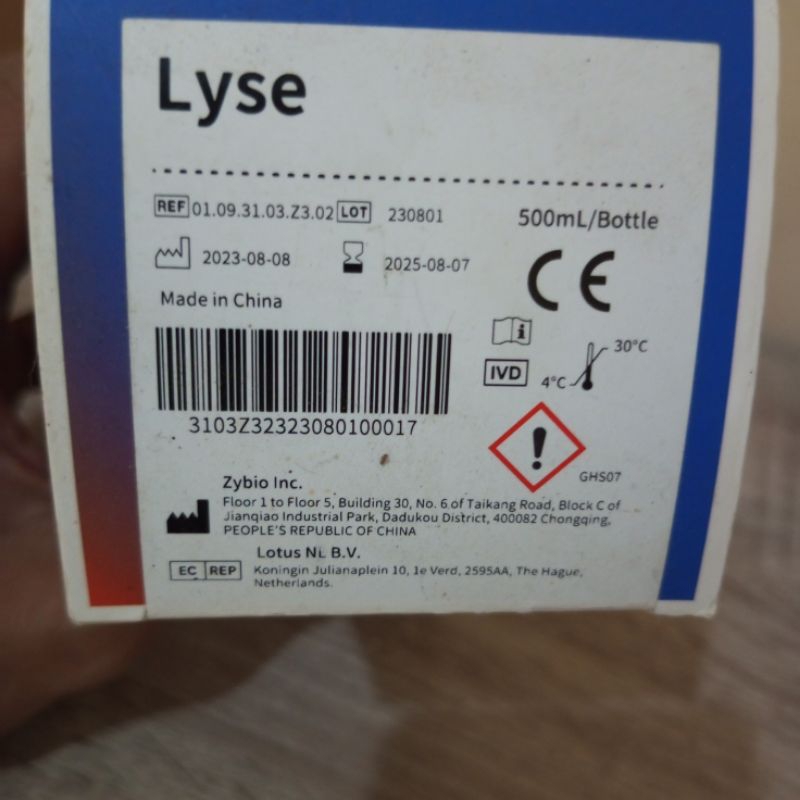 Lyse
REF 01.09.31.03.Z3.02 LOT 230801
500mL/Bottle
2023-08-08 2025-08-07
CE
Made in China
30°C
IVD 4°C
3103Z32323080100017
GHS07
Zybio Inc.
Floor 1 to Floor 5, Building 30, No. 6 of Taikang Road, Block C of
Jianqiao Industrial Park, Dadukou District, 400082 Chongqing,
PEOPLE'S REPUBLIC OF CHINA
Lotus NL B.V.
EC REP Koningin Julianaplein 10, 1e Verd, 2595AA, The Hague,
Netherlands.